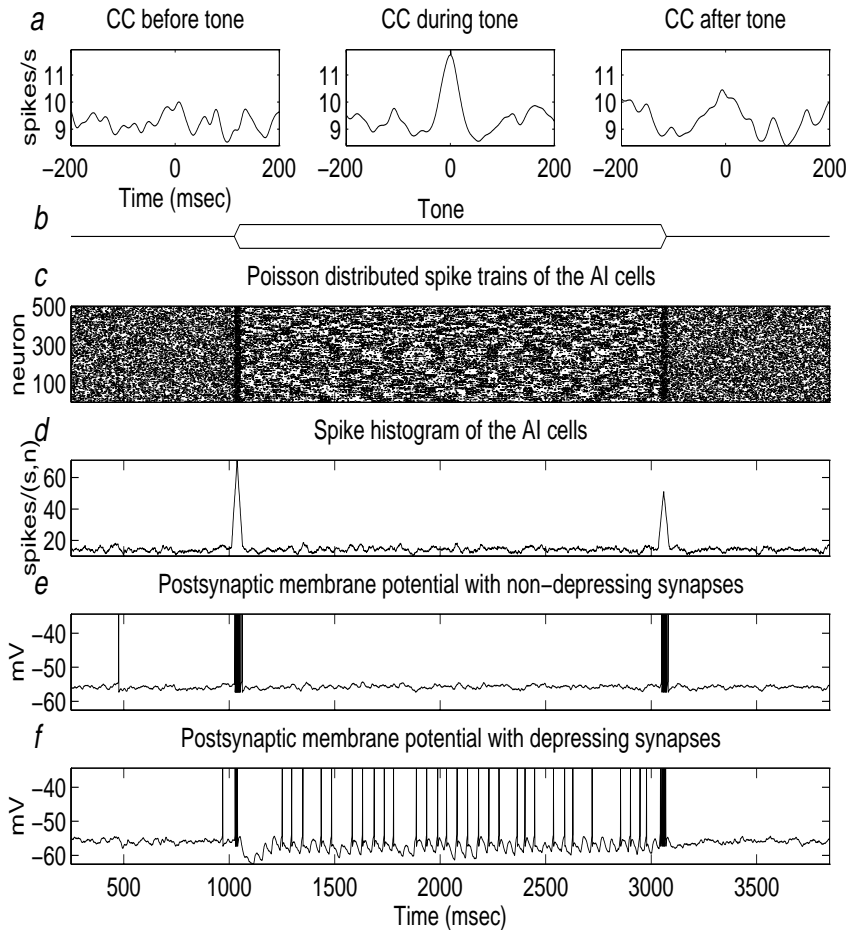 a
CC before tone
CC during tone
CC after tone
spikes/s
11
10
9
11
10
9
11
10
9
−200
0
200
−200
0
200
−200
0
200
Time (msec)
b
Tone
c
Poisson distributed spike trains of the AI cells
neuron
500
300
100
d
Spike histogram of the AI cells
spikes/(s,n)
60
40
20
e
Postsynaptic membrane potential with non−depressing synapses
mV
−40
−50
−60
f
Postsynaptic membrane potential with depressing synapses
mV
−40
−50
−60
500
1000
1500
2000
2500
3000
3500
Time (msec)